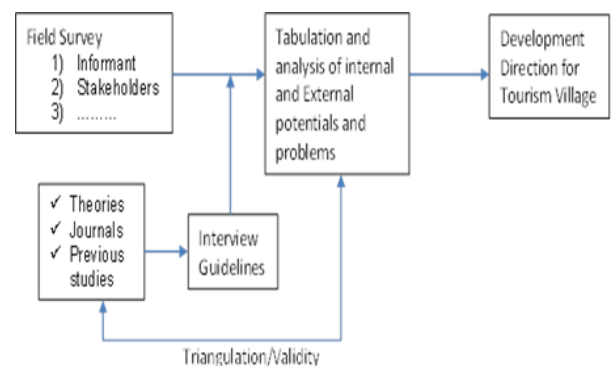 Field Survey
1) Informant
2) Stakeholders
3) .........
Tabulation and
analysis of internal
and External
potentials and
problems
Development
Direction for
Tourism Village
✓ Theories
✓ Journals
✓ Previous
studies
Interview
Guidelines
Triangulation/Validity